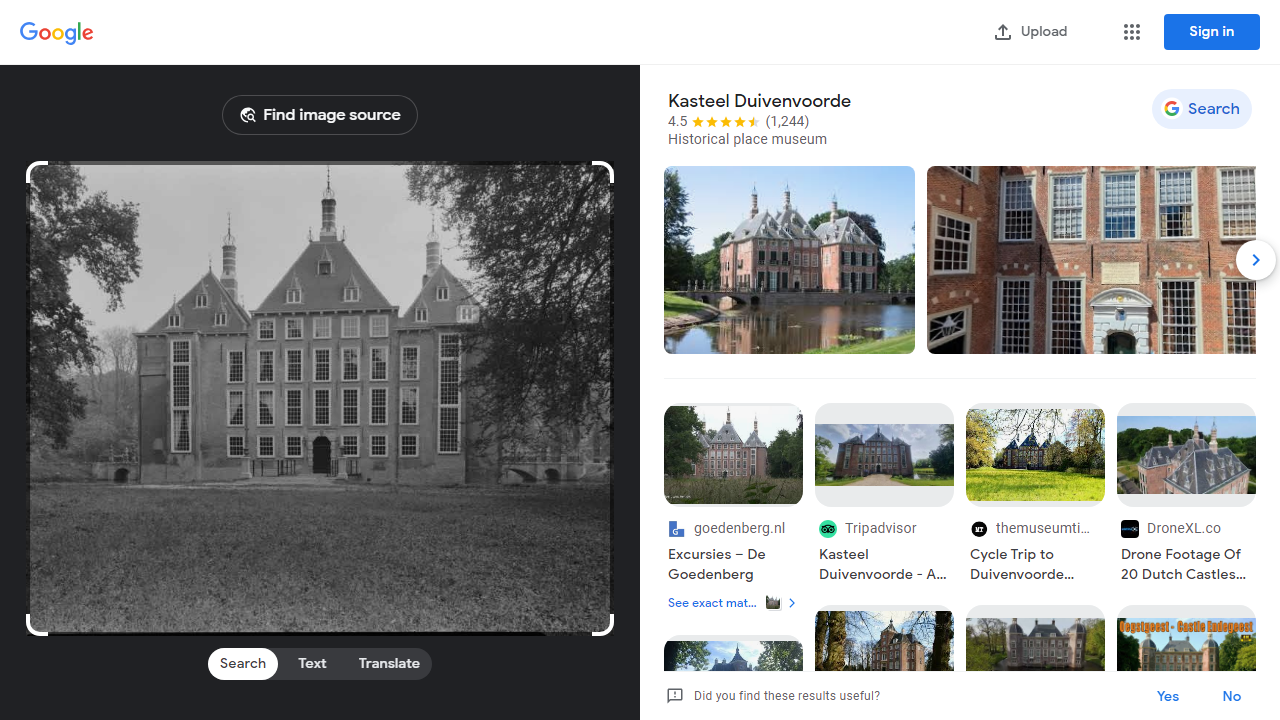 Google
Upload
Sign in
Find image source
Search
Text
Translate
Kasteel Duivenvoorde
4.5 (1,244)
Historical place museum
Search
goedenberg.nl
Excursies – De
Goedenberg
See exact mat...
Tripadvisor
Kasteel
Duivenvoorde - A...
themuseumti...
Cycle Trip to
Duivenvoorde...
DroneXL.co
Drone Footage Of
20 Dutch Castles...
Oegstgeest - Castle Endegeest
Did you find these results useful?
Yes
No